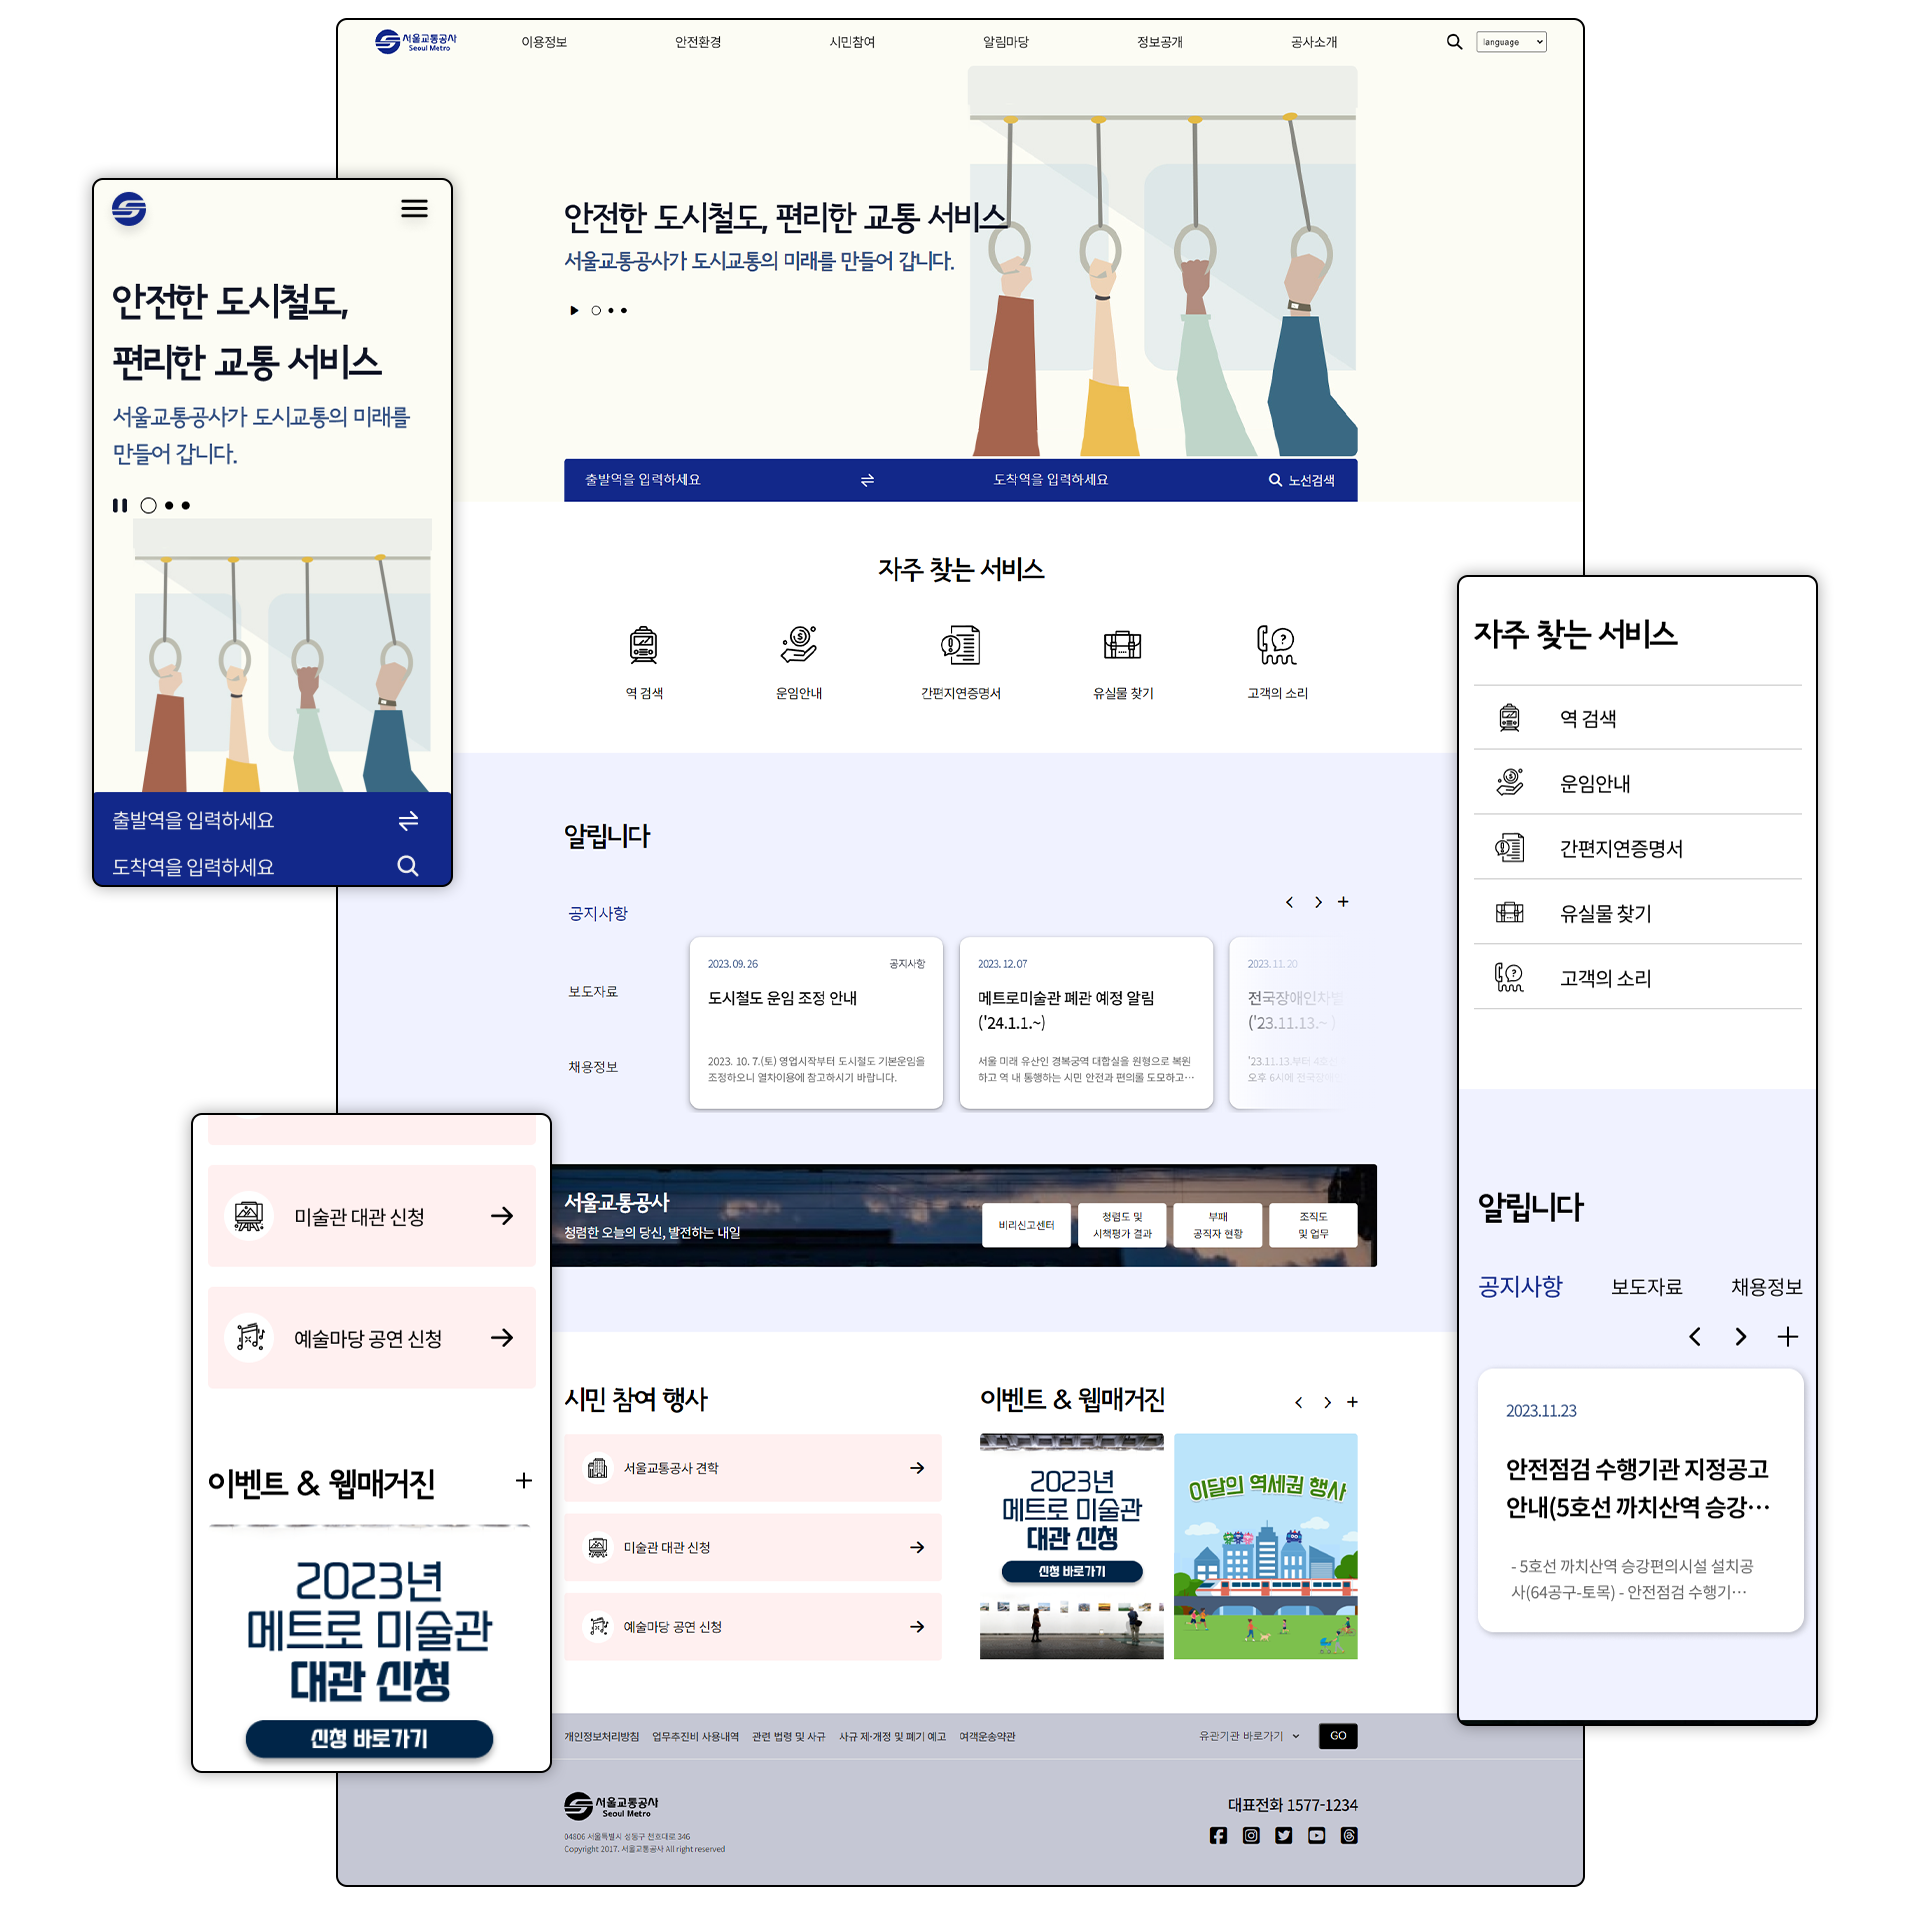 서울교통공사
Seoul Metro
이용정보
안전환경
시민참여
알림마당
정보공개
공사소개
language
안전한 도시철도, 편리한 교통 서비스
서울교통공사가 도시교통의 미래를 만들어 갑니다.
출발역을 입력하세요
도착역을 입력하세요
노선검색
자주 찾는 서비스
역 검색
운임안내
간편지연증명서
유실물 찾기
고객의 소리
알립니다
공지사항
보도자료
채용정보
2023. 09. 26
공지사항
도시철도 운임 조정 안내
2023. 10. 7.(토) 영업시작부터 도시철도 기본운임을
조정하오니 열차이용에 참고하시기 바랍니다.
2023. 12. 07
메트로미술관 폐관 예정 알림
('24.1.1.~)
서울 미래 유산인 경복궁역 대합실을 원형으로 복원
하고 역 내 통행하는 시민 안전과 편의를 도모하고…
2023. 11. 20
전국장애인차별
('23.11.13.~ )
'23.11.13.부터 4호선
오후 6시에 전국장애
서울교통공사
청렴한 오늘의 당신, 발전하는 내일
비리신고센터
청렴도 및
시책평가 결과
부패
공직자 현황
조직도
및 업무
시민 참여 행사
서울교통공사 견학
미술관 대관 신청
예술마당 공연 신청
이벤트 & 웹매거진
2023년
메트로 미술관
대관 신청
신청 바로가기
이달의 역세권 행사
개인정보처리방침
업무추진비 사용내역
관련 법령 및 사규
사규 제·개정 및 폐기 예고
여객운송약관
유관기관 바로가기
GO
서울교통공사
Seoul Metro
04806 서울특별시 성동구 천호대로 346
Copyright 2017. 서울교통공사 All right reserved
대표전화 1577-1234
안전한 도시철도,
편리한 교통 서비스
서울교통공사가 도시교통의 미래를
만들어 갑니다.
출발역을 입력하세요
도착역을 입력하세요
미술관 대관 신청
예술마당 공연 신청
이벤트 & 웹매거진
2023년
메트로 미술관
대관 신청
신청 바로가기
자주 찾는 서비스
역 검색
운임안내
간편지연증명서
유실물 찾기
고객의 소리
알립니다
공지사항
보도자료
채용정보
2023.11.23
안전점검 수행기관 지정공고
안내(5호선 까치산역 승강…
- 5호선 까치산역 승강편의시설 설치공
사(64공구-토목) - 안전점검 수행기…